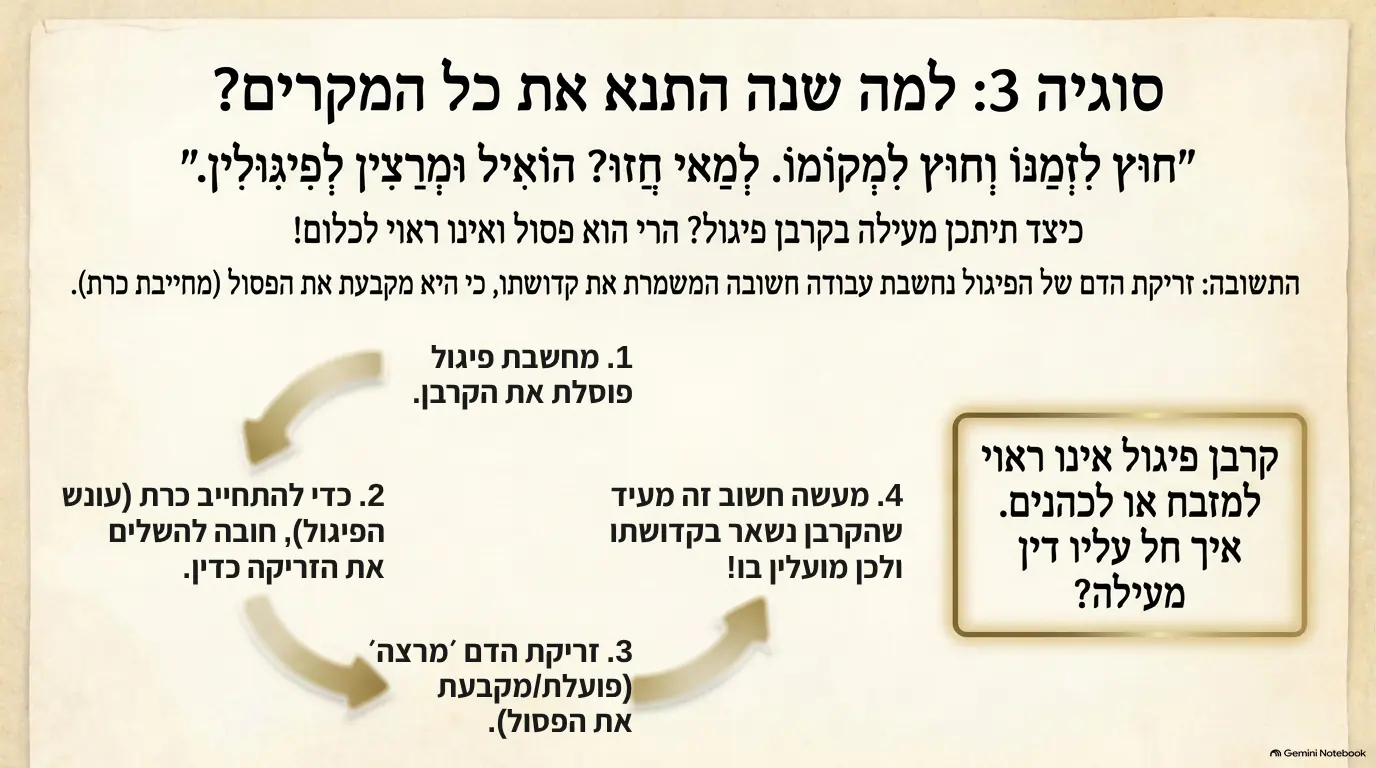 סוגיה 3: למה שנה התנא את כל המקרים?
"חוּץ לִזְמַנּוֹ וְחוּץ לִמְקוֹמוֹ. לְמַאי חֲזוּ? הוֹאִיל וּמְרַצִּין לְפִיגּוּלִין."
כיצד תיתכן מעילה בקרבן פיגול? הרי הוא פסול ואינו ראוי לכלום!
התשובה: זריקת הדם של הפיגול נחשבת עבודה חשובה המשמרת את קדושתו, כי היא מקבעת את הפסול (מחייבת כרת).
קרבן פיגול אינו ראוי
למזבח או לכהנים.
איך חל עליו דין
מעילה?
1. מחשבת פיגול
פוסלת את הקרבן.
2. כדי להתחייב כרת (עונש
הפיגול), חובה להשלים
את הזריקה כדין.
3. זריקת הדם ׳מרצה׳
(פועלת/מקבעת
את הפסול).
4. מעשה חשוב זה מעיד
שהקרבן נשאר בקדושתו
ולכן מועלין בו!
Gemini Notebook